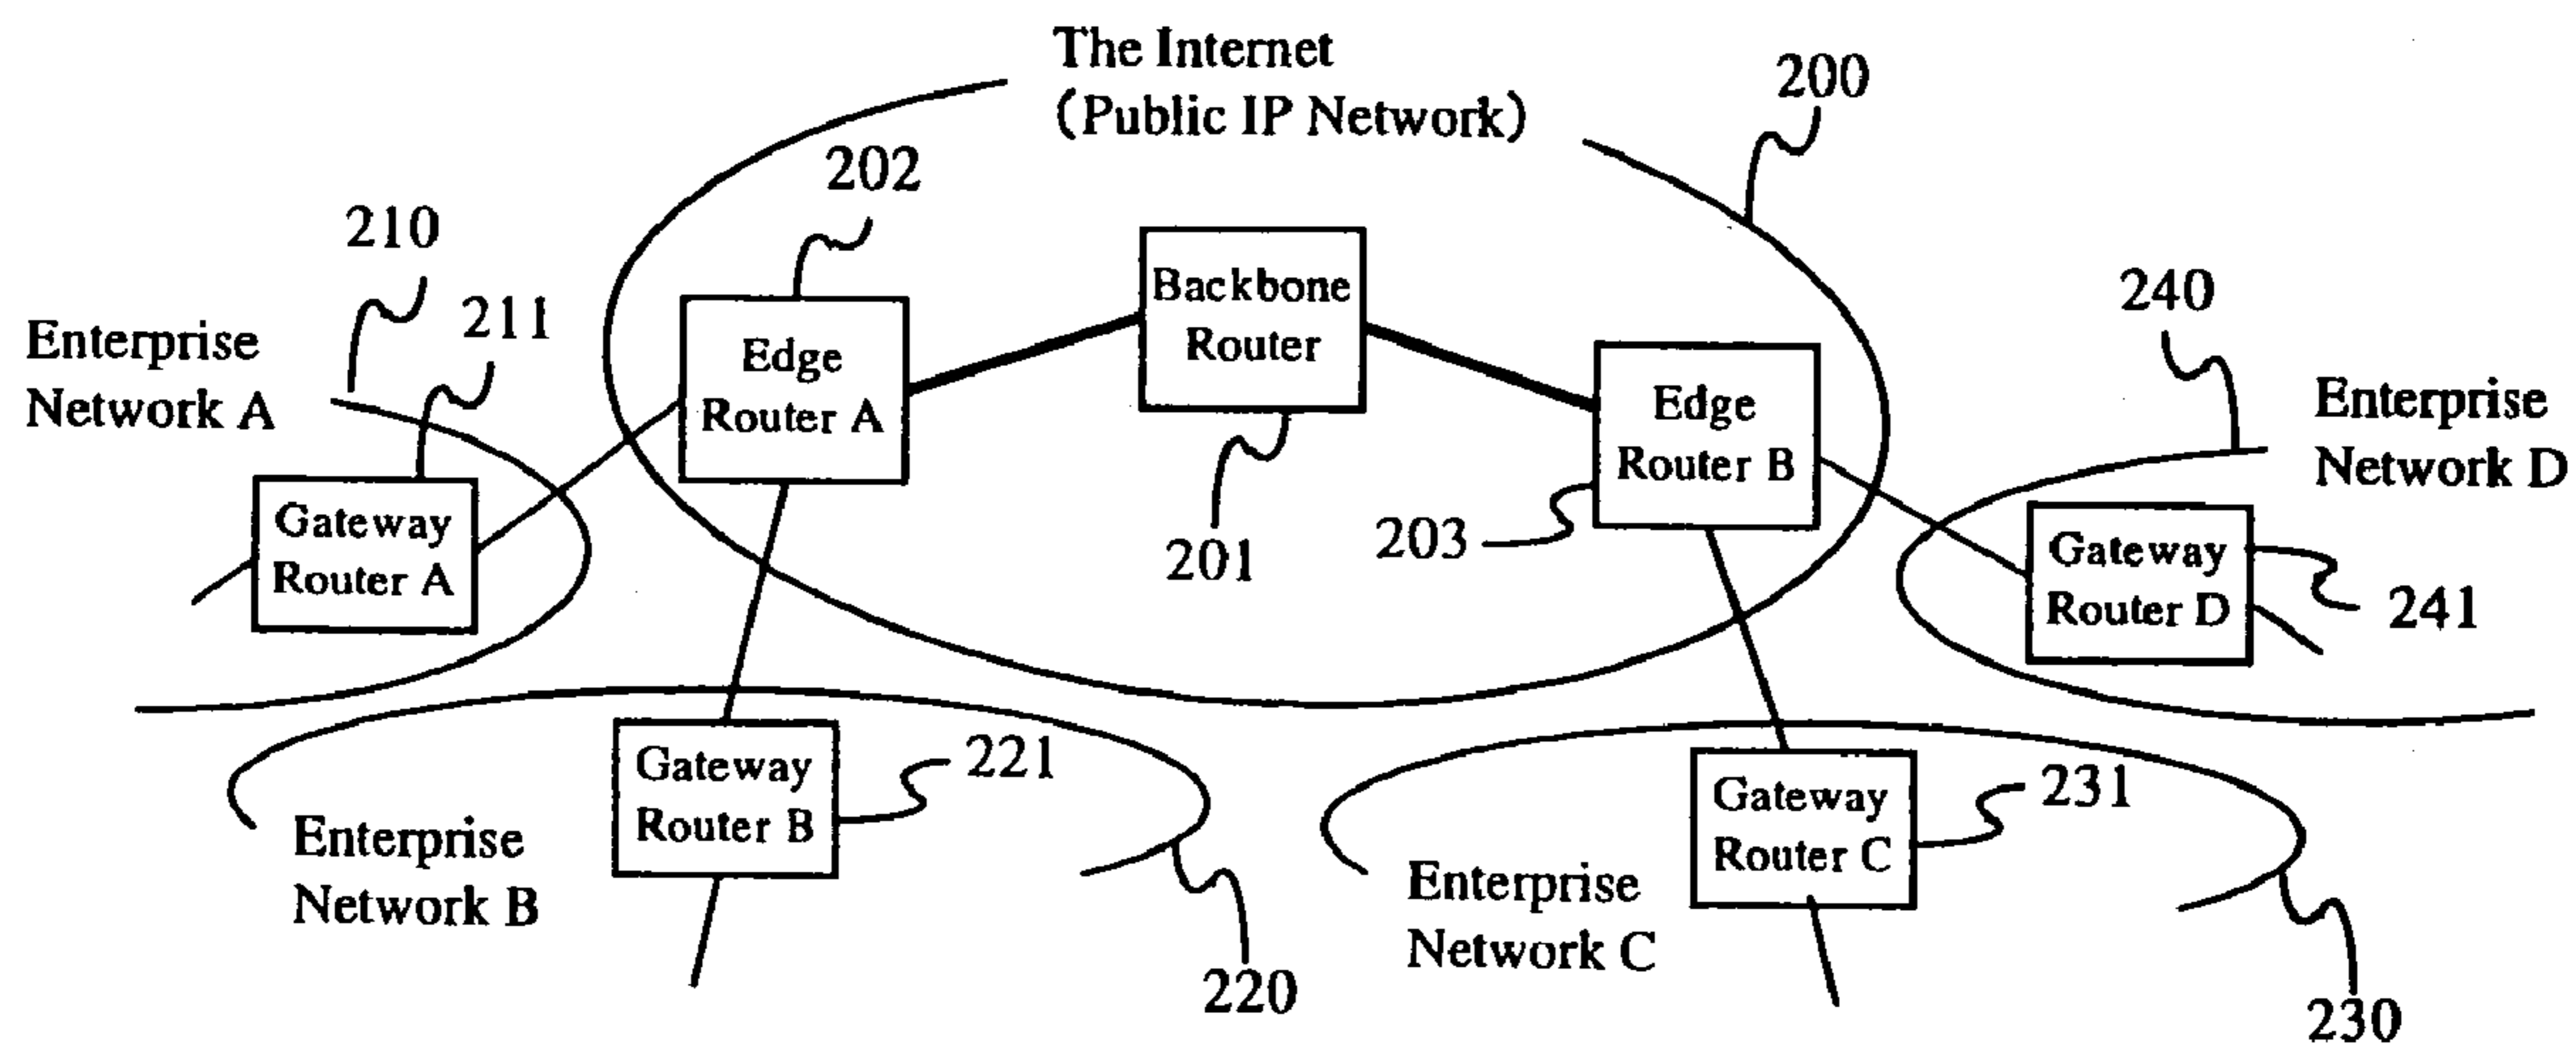 The Internet
(Public IP Network)
200
202
210
211
Enterprise
Network A
Edge
Router A
Backbone
Router
201
Edge
Router B
203
240
Enterprise
Network D
Gateway
Router A
Gateway
Router D
241
Gateway
Router B
221
Enterprise
Network B
220
Gateway
Router C
231
Enterprise
Network C
230